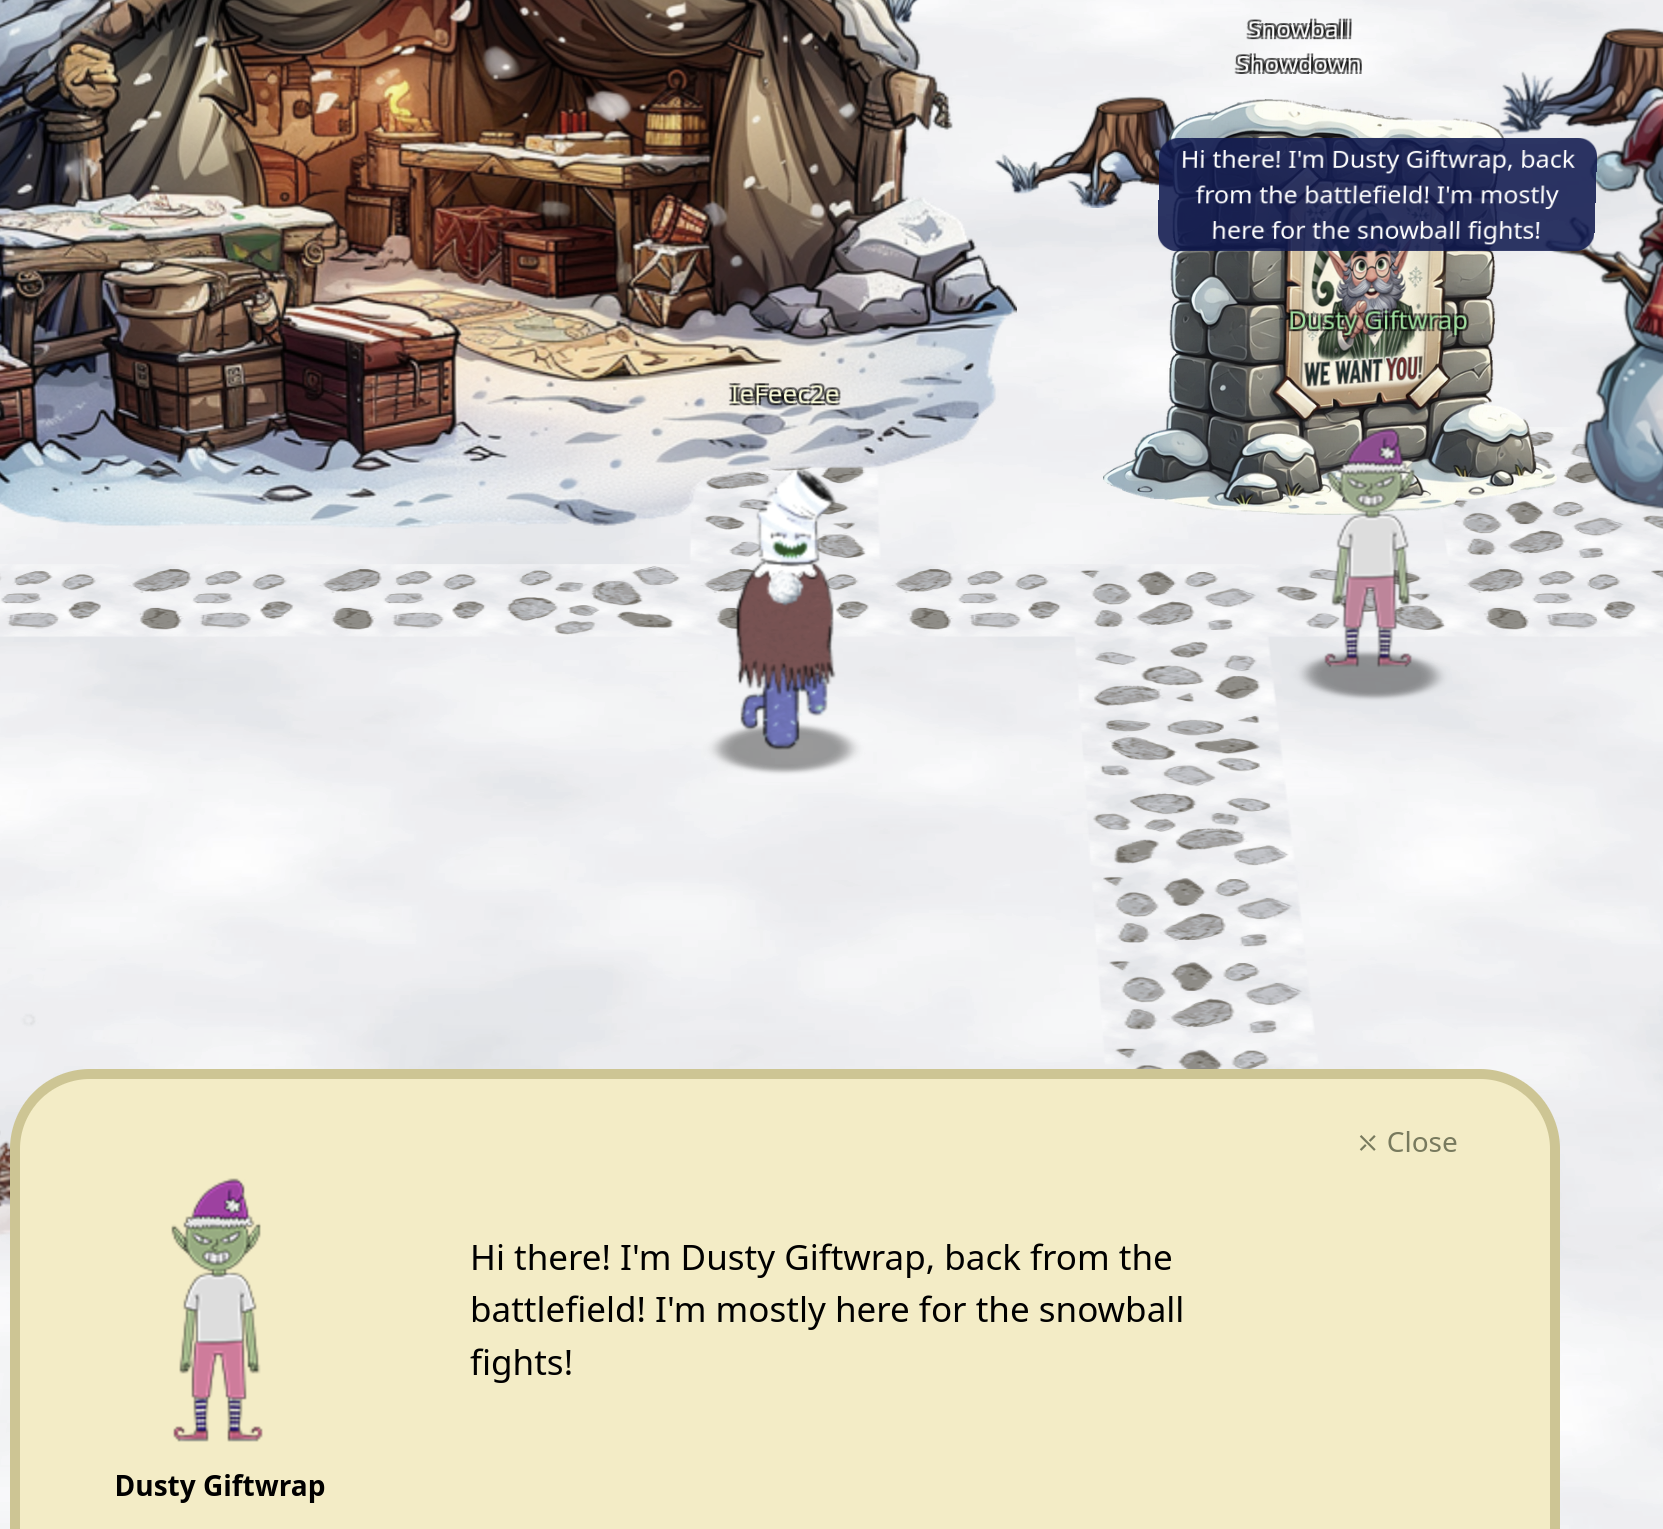 Snowball
Showdown
Hi there! I'm Dusty Giftwrap, back
from the battlefield! I'm mostly
here for the snowball fights!
Dusty Giftwrap
WE WANT YOU!
IeFeec2e
× Close
Hi there! I'm Dusty Giftwrap, back from the
battlefield! I'm mostly here for the snowball
fights!
Dusty Giftwrap